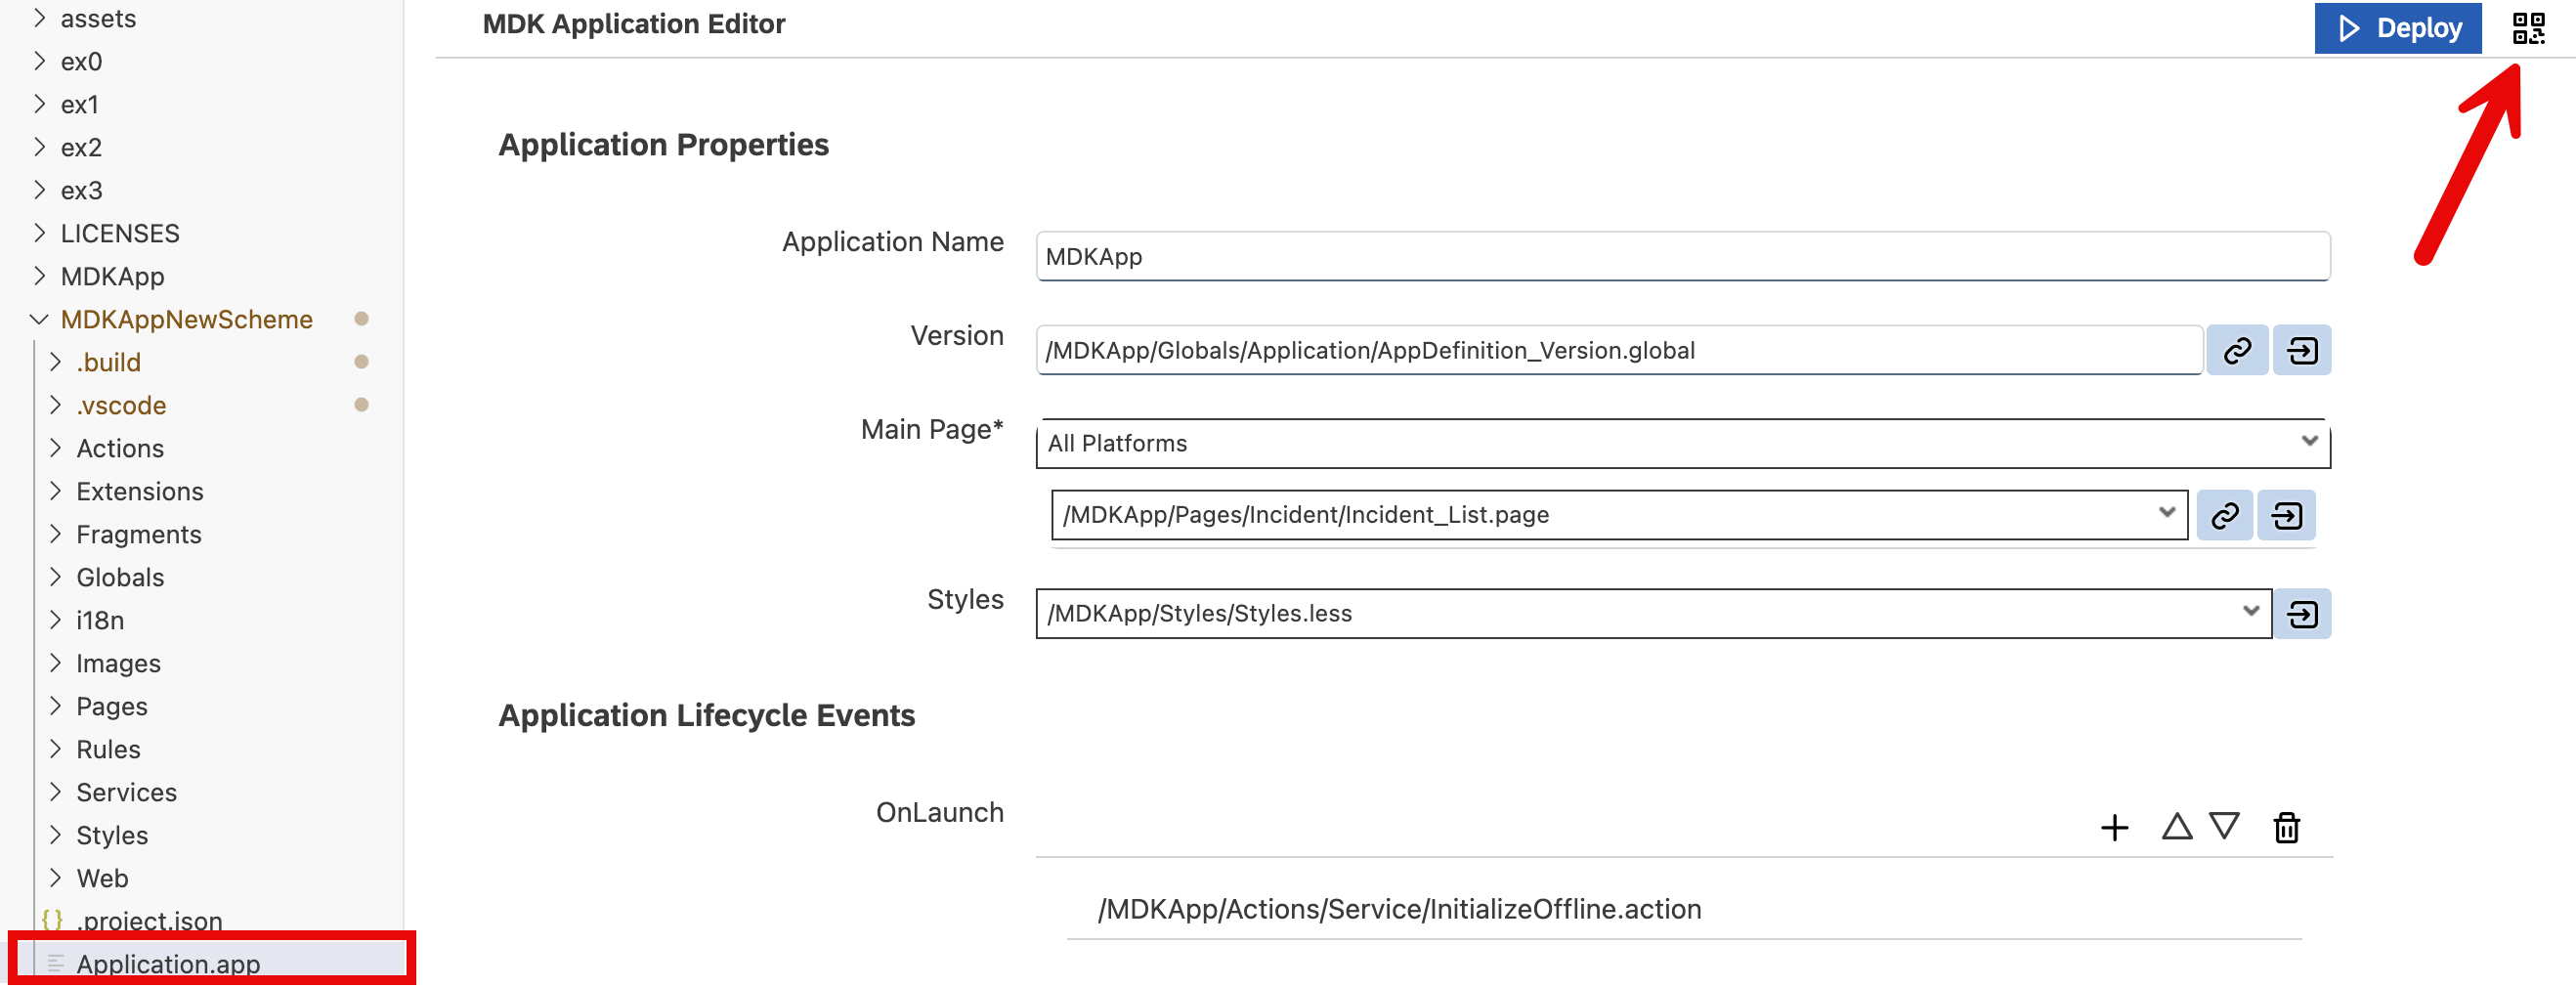 assets
ex0
ex1
ex2
ex3
LICENSES
MDKApp
MDKAppNewScheme
.build
.vscode
Actions
Extensions
Fragments
Globals
i18n
Images
Pages
Rules
Services
Styles
Web
{} .project.json
Application.app
MDK Application Editor
Deploy
Application Properties
Application Name
MDKApp
Version
/MDKApp/Globals/Application/AppDefinition_Version.global
Main Page*
All Platforms
/MDKApp/Pages/Incident/Incident_List.page
Styles
/MDKApp/Styles/Styles.less
Application Lifecycle Events
OnLaunch
/MDKApp/Actions/Service/InitializeOffline.action